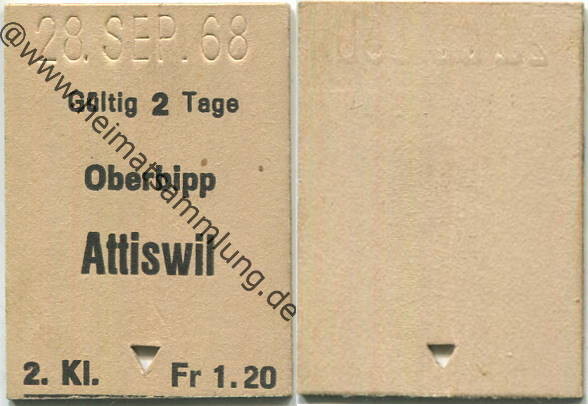 28. SEP. 68
Gültig 2 Tage
Oberbipp
Attiswil
2. Kl. Fr 1.20
@www.heimatsammlung.de